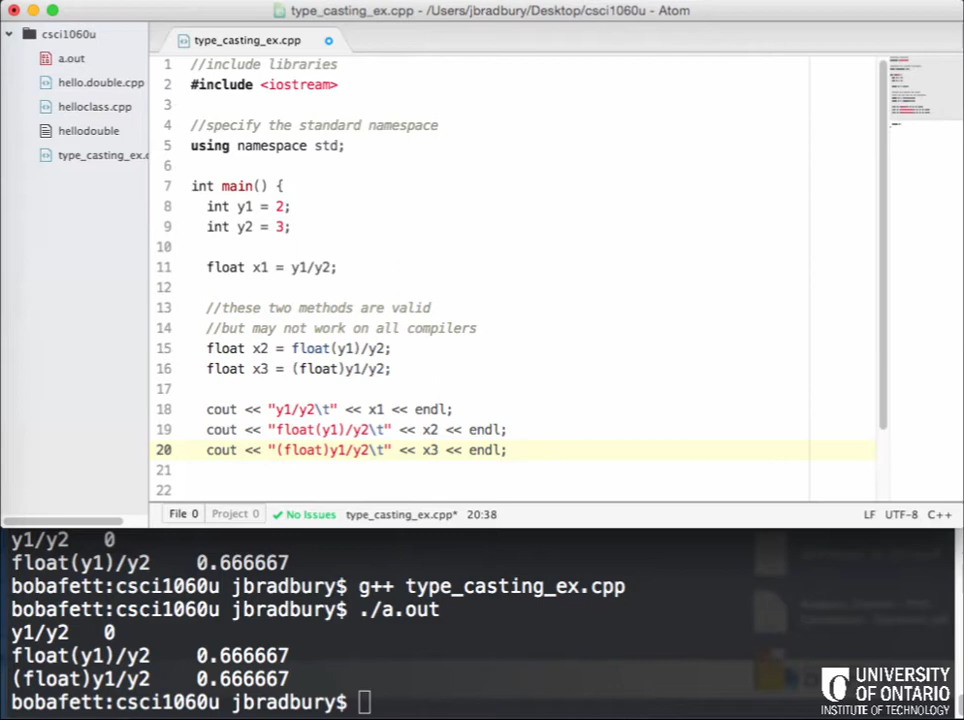 type_casting_ex.cpp - /Users/jbradbury/Desktop/csci1060u - Atom
csci1060u
a.out
hello.double.cpp
helloclass.cpp
hellodouble
type_casting_ex.c
type_casting_ex.cpp
1 //include libraries
2 #include <iostream>
3
4 //specify the standard namespace
5 using namespace std;
6
7 int main() {
8 int y1 = 2;
9 int y2 = 3;
10
11 float x1 = y1/y2;
12
13 //these two methods are valid
14 //but may not work on all compilers
15 float x2 = float(y1)/y2;
16 float x3 = (float)y1/y2;
17
18 cout << "y1/y2\t" << x1 << endl;
19 cout << "float(y1)/y2\t" << x2 << endl;
20 cout << "(float)y1/y2\t" << x3 << endl;
21
22
File 0 Project 0 No Issues type_casting_ex.cpp* 20:38 LF UTF-8 C++
y1/y2 0
float(y1)/y2 0.666667
bobafett:csci1060u jbradbury$ g++ type_casting_ex.cpp
bobafett:csci1060u jbradbury$ ./a.out
y1/y2 0
float(y1)/y2 0.666667
(float)y1/y2 0.666667
bobafett:csci1060u jbradbury$
UNIVERSITY
OF ONTARIO
INSTITUTE OF TECHNOLOGY